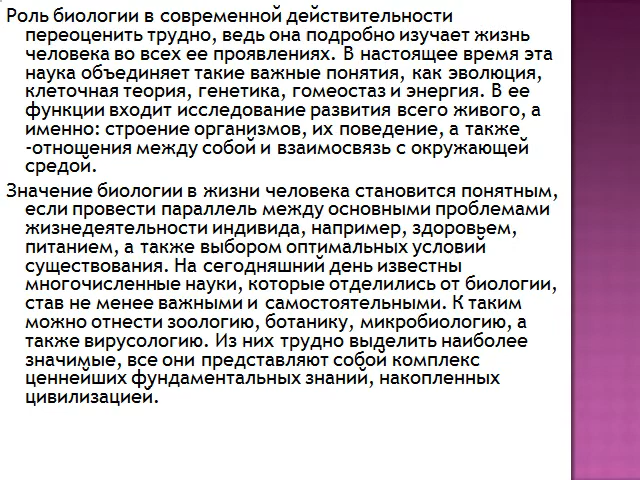 Роль биологии в современной действительности
переоценить трудно, ведь она подробно изучает жизнь
человека во всех ее проявлениях. В настоящее время эта
наука объединяет такие важные понятия, как эволюция,
клеточная теория, генетика, гомеостаз и энергия. В ее
функции входит исследование развития всего живого, а
именно: строение организмов, их поведение, а также
-отношения между собой и взаимосвязь с окружающей
средой.
Значение биологии в жизни человека становится понятным,
если провести параллель между основными проблемами
жизнедеятельности индивида, например, здоровьем,
питанием, а также выбором оптимальных условий
существования. На сегодняшний день известны
многочисленные науки, которые отделились от биологии,
став не менее важными и самостоятельными. К таким
можно отнести зоологию, ботанику, микробиологию, а
также вирусологию. Из них трудно выделить наиболее
значимые, все они представляют собой комплекс
ценнейших фундаментальных знаний, накопленных
цивилизацией.